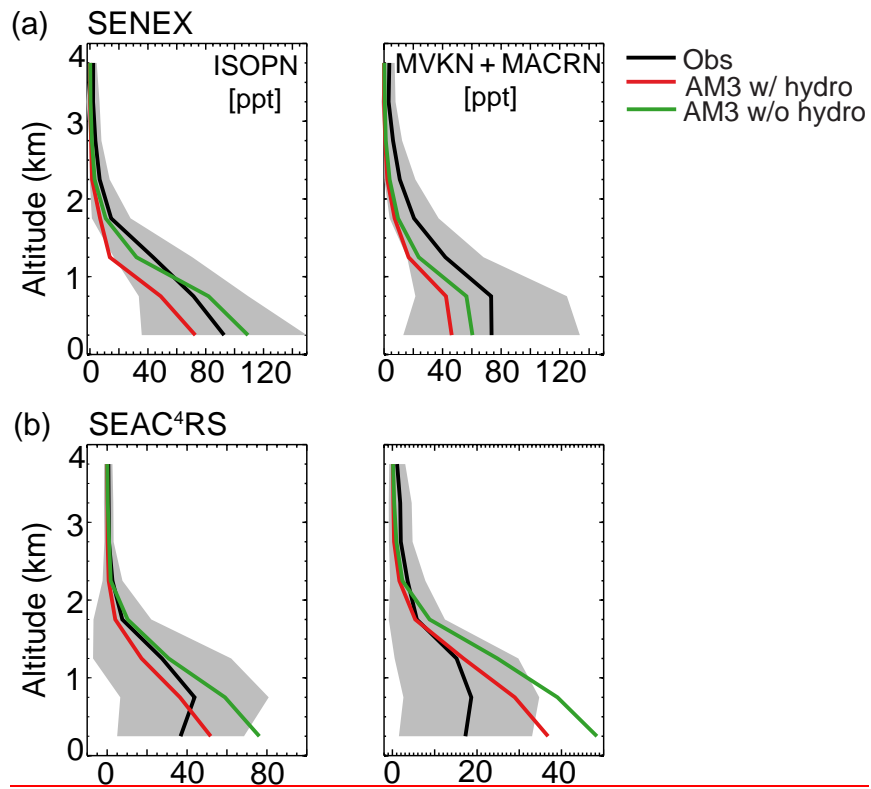 (a) SENEX
ISOPN
[ppt]
MVKN + MACRN
[ppt]
Obs
AM3 w/ hydro
AM3 w/o hydro
Altitude (km)
4
3
2
1
0
0 40 80 120
0 40 80 120
(b) SEAC⁴RS
Altitude (km)
4
3
2
1
0
0 40 80
0 20 40